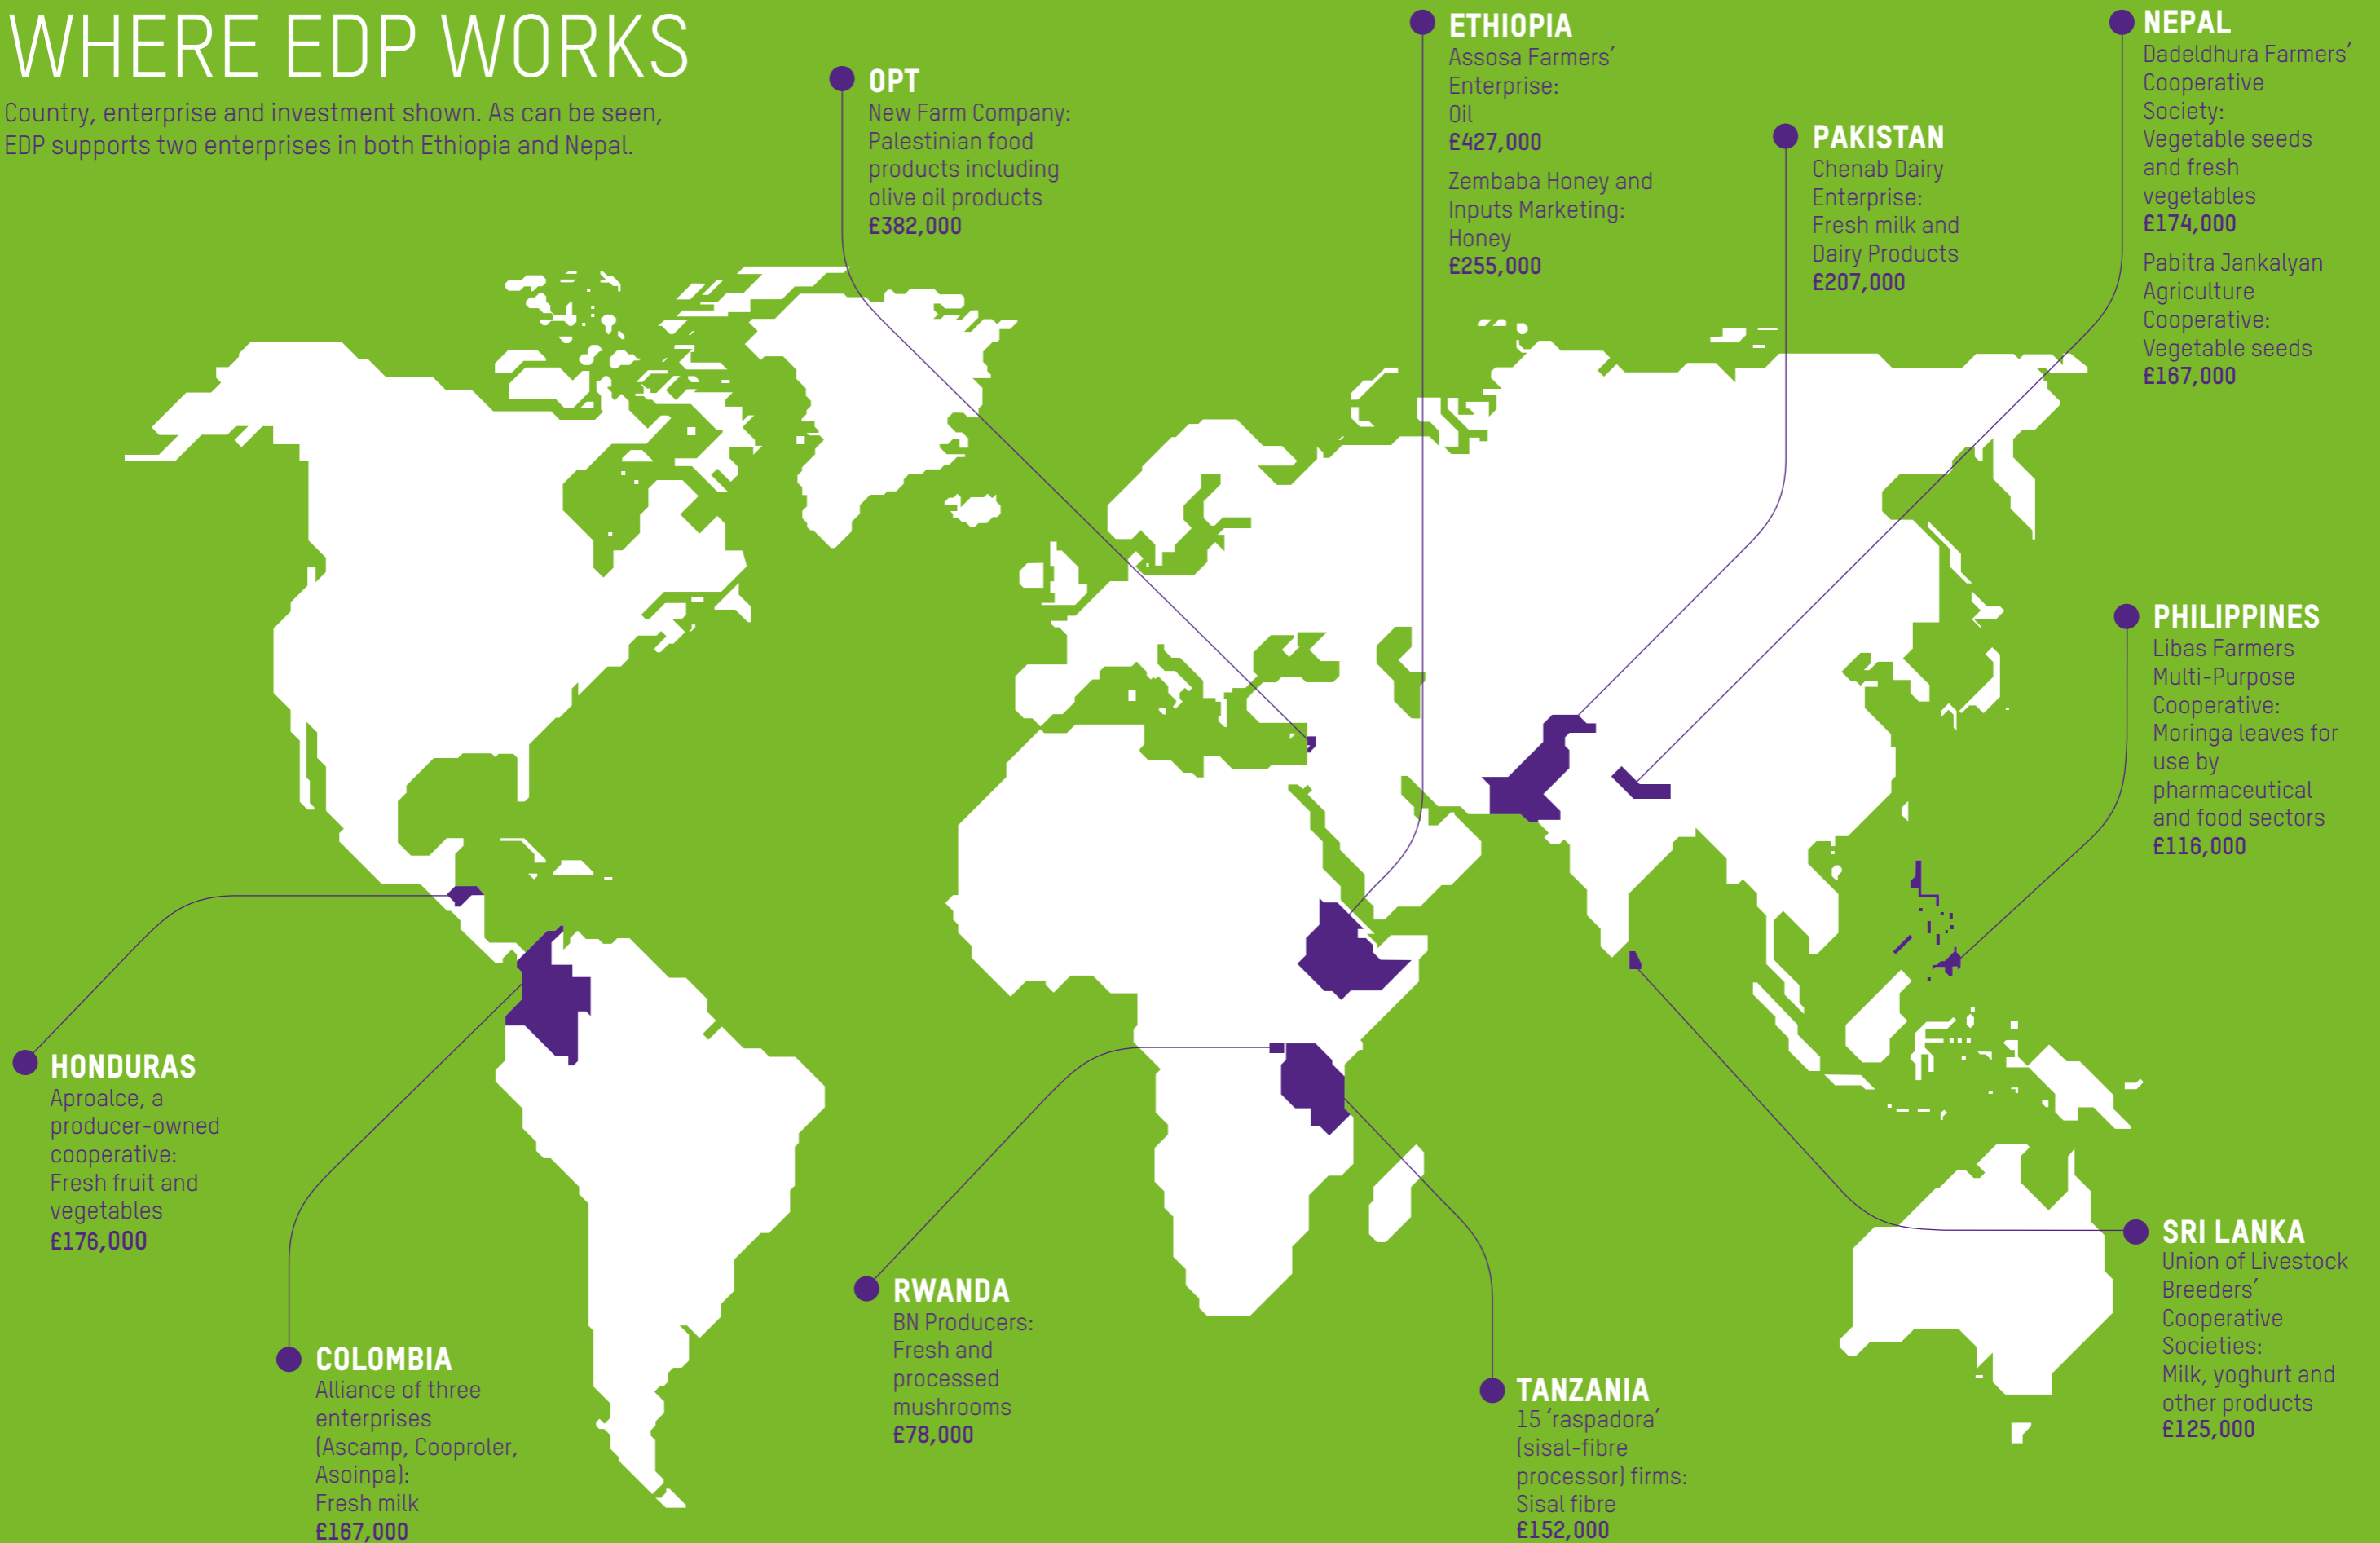 WHERE EDP WORKS
Country, enterprise and investment shown. As can be seen,
EDP supports two enterprises in both Ethiopia and Nepal.
OPT
New Farm Company:
Palestinian food
products including
olive oil products
£382,000
ETHIOPIA
Assosa Farmers’
Enterprise:
Oil
£427,000
Zembaba Honey and
Inputs Marketing:
Honey
£255,000
PAKISTAN
Chenab Dairy
Enterprise:
Fresh milk and
Dairy Products
£207,000
NEPAL
Dadeldhura Farmers’
Cooperative
Society:
Vegetable seeds
and fresh
vegetables
£174,000
Pabitra Jankalyan
Agriculture
Cooperative:
Vegetable seeds
£167,000
PHILIPPINES
Libas Farmers
Multi-Purpose
Cooperative:
Moringa leaves for
use by
pharmaceutical
and food sectors
£116,000
HONDURAS
Aproalce, a
producer-owned
cooperative:
Fresh fruit and
vegetables
£176,000
COLOMBIA
Alliance of three
enterprises
(Ascamp, Cooproler,
Asoinpa):
Fresh milk
£167,000
RWANDA
BN Producers:
Fresh and
processed
mushrooms
£78,000
TANZANIA
15 ‘raspadora’
(sisal-fibre
processor) firms:
Sisal fibre
£152,000
SRI LANKA
Union of Livestock
Breeders’
Cooperative
Societies:
Milk, yoghurt and
other products
£125,000